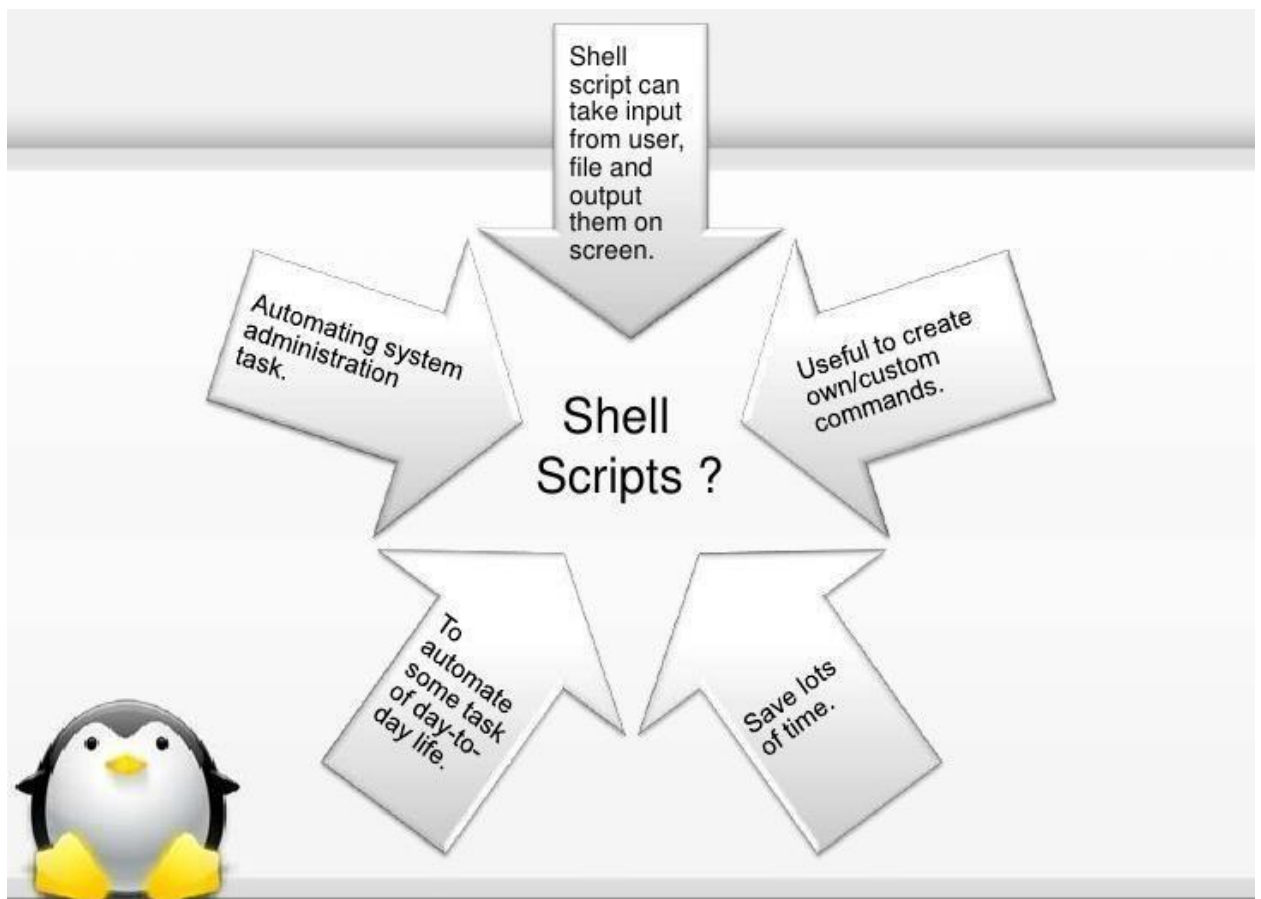 Shell
script can
take input
from user,
file and
output
them on
screen.
Automating system
administration
task.
Useful to create
own/custom
commands.
Shell
Scripts ?
To
automate
some task
of day-to-
day life.
Save lots
of time.